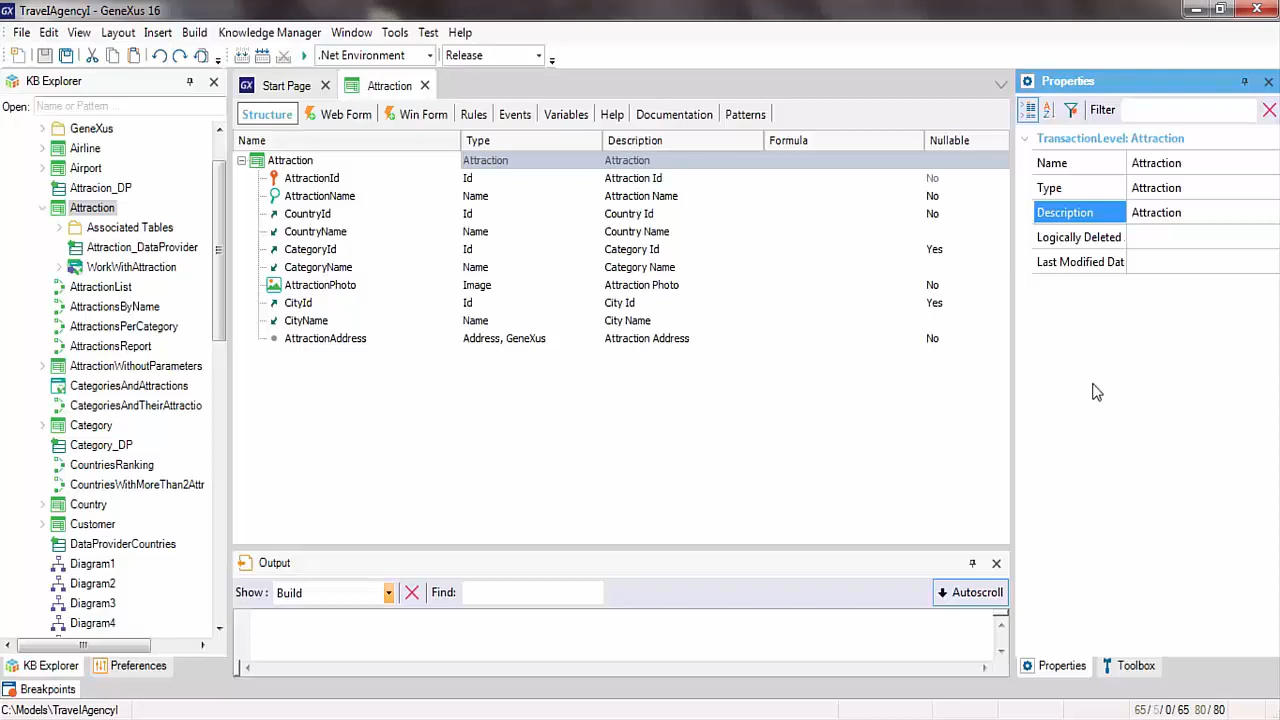 TravelAgencyI - GeneXus 16
File Edit View Layout Insert Build Knowledge Manager Window Tools Test Help
.Net Environment Release
KB Explorer
Open: Name or Pattern ...
GeneXus
Airline
Airport
Attracion_DP
Attraction
Associated Tables
Attraction_DataProvider
WorkWithAttraction
AttractionList
AttractionsByName
AttractionsPerCategory
AttractionsReport
AttractionWithoutParameters
CategoriesAndAttractions
CategoriesAndTheirAttractio
Category
Category_DP
CountriesRanking
CountriesWithMoreThan2Attr
Country
Customer
DataProviderCountries
Diagram1
Diagram2
Diagram3
Diagram4
KB Explorer Preferences
Breakpoints
C:\Models\TravelAgencyI
Start Page Attraction
Structure Web Form Win Form Rules Events Variables Help Documentation Patterns
Name Type Description Formula Nullable
Attraction Attraction Attraction
AttractionId Id Attraction Id No
AttractionName Name Attraction Name No
CountryId Id Country Id No
CountryName Name Country Name
CategoryId Id Category Id Yes
CategoryName Name Category Name
AttractionPhoto Image Attraction Photo No
CityId Id City Id Yes
CityName Name City Name
AttractionAddress Address, GeneXus Attraction Address No
Output
Show: Build Find: Autoscroll
Properties
Filter
TransactionLevel: Attraction
Name Attraction
Type Attraction
Description Attraction
Logically Deleted
Last Modified Dat
Properties Toolbox
65/5/0/65 80/80